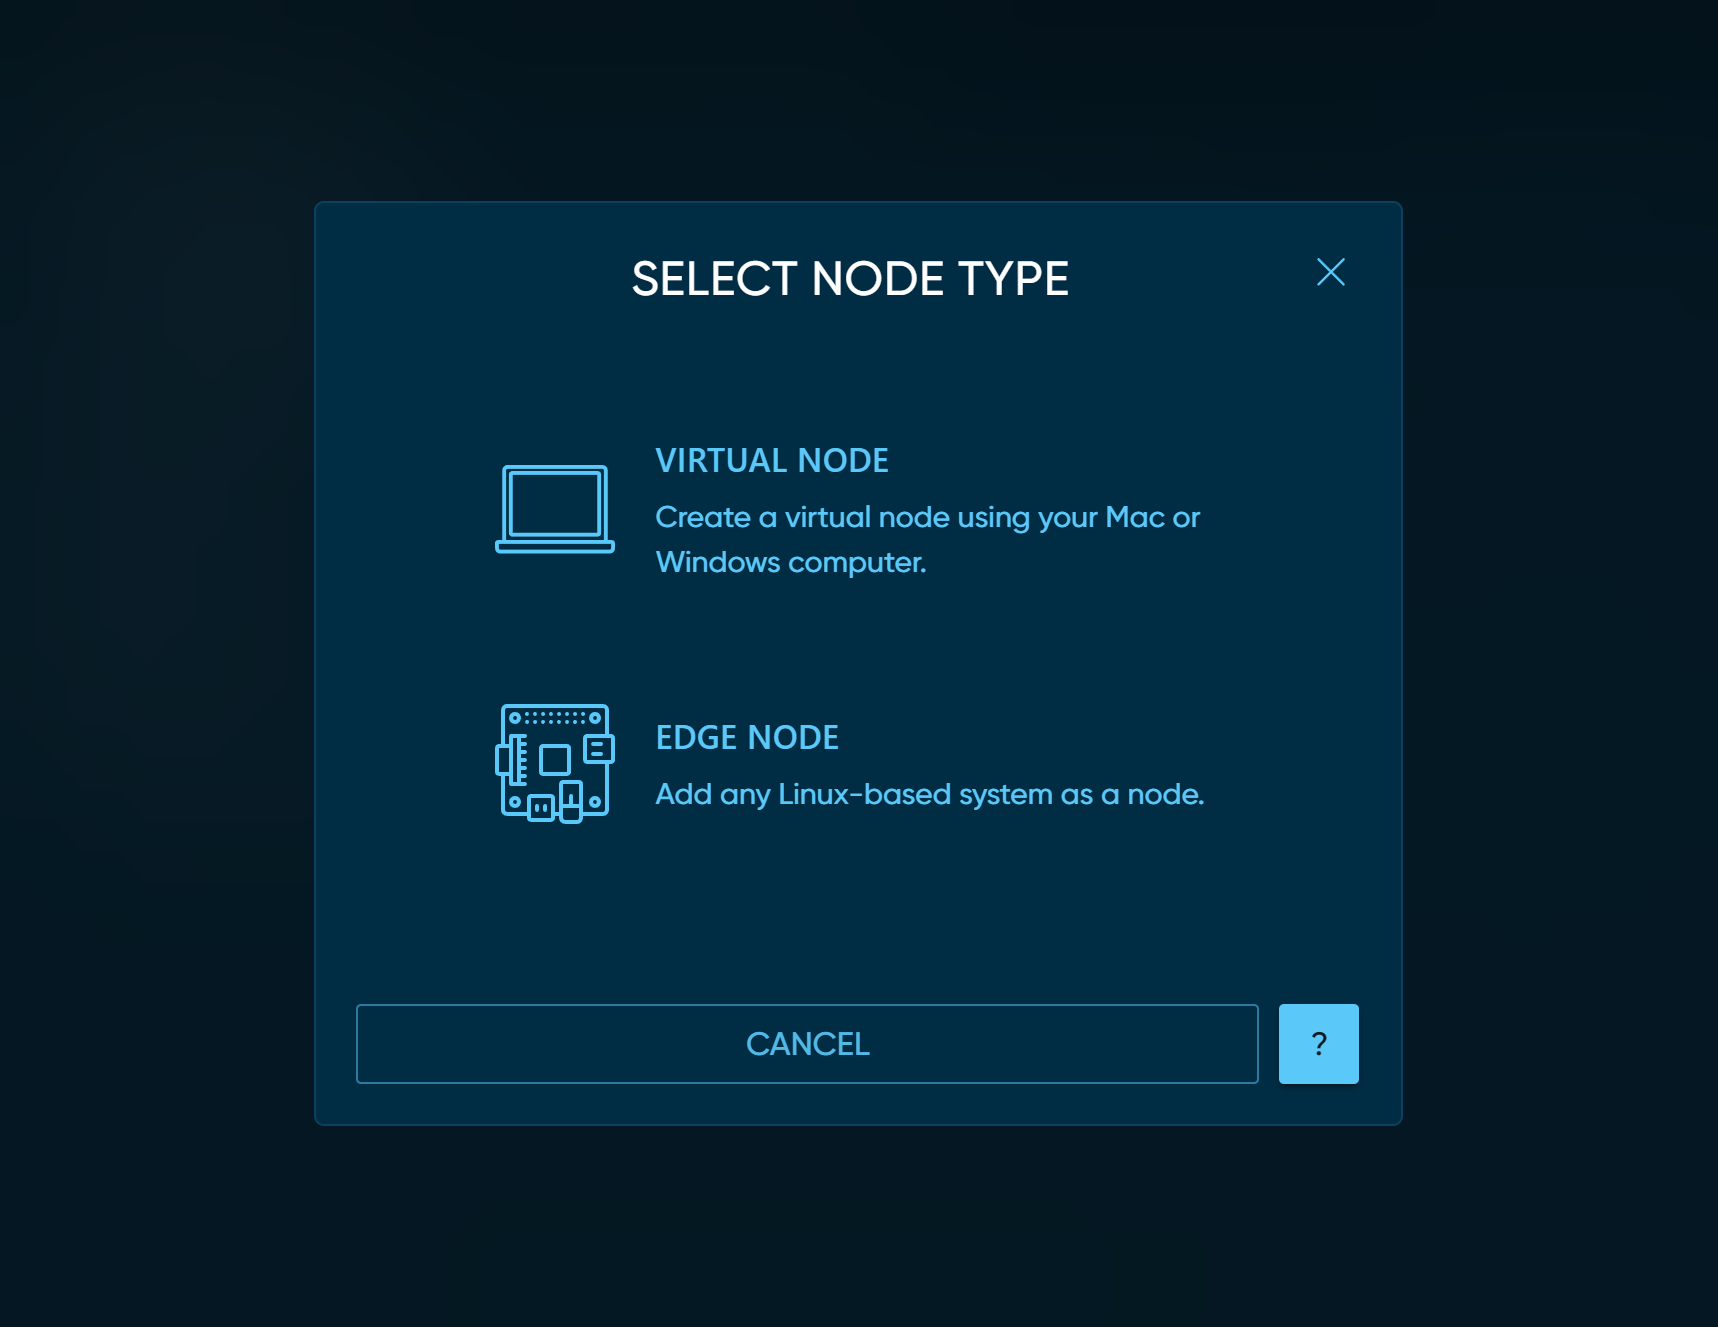 SELECT NODE TYPE
VIRTUAL NODE
Create a virtual node using your Mac or
Windows computer.
EDGE NODE
Add any Linux-based system as a node.
CANCEL
?